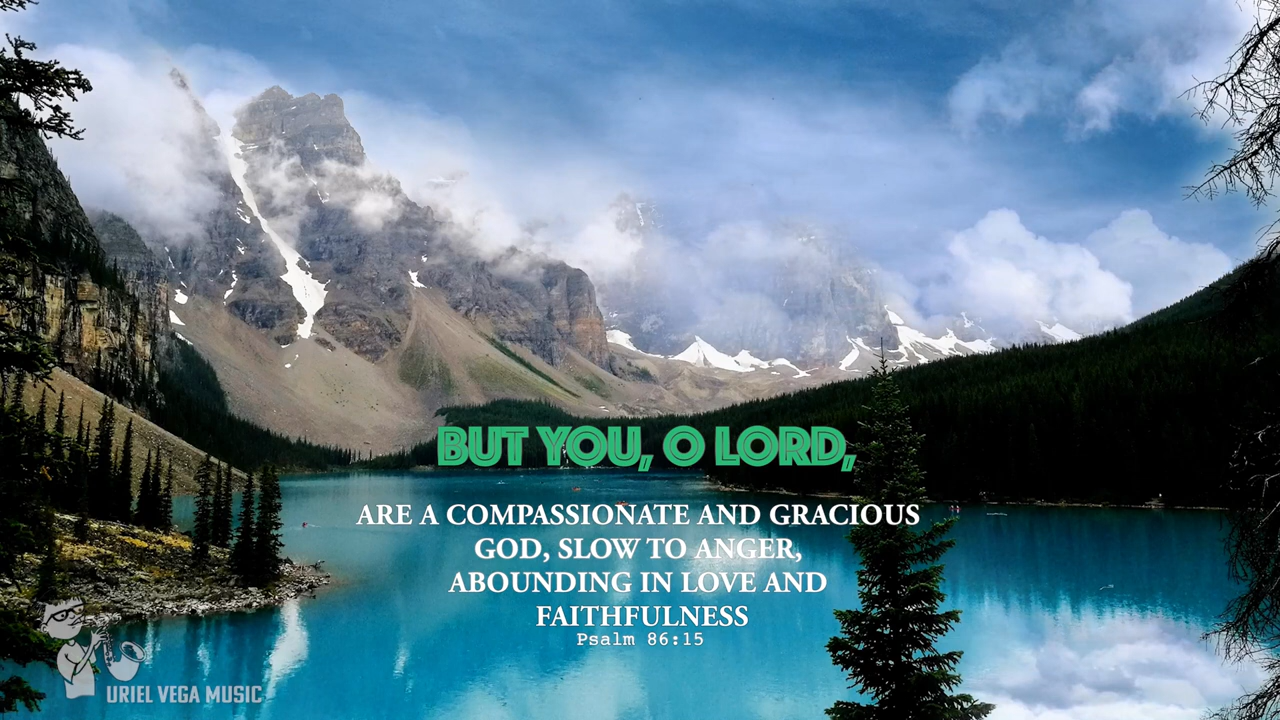 BUT YOU, O LORD,
ARE A COMPASSIONATE AND GRACIOUS
GOD, SLOW TO ANGER,
ABOUNDING IN LOVE AND
FAITHFULNESS
Psalm 86:15
URIEL VEGA MUSIC